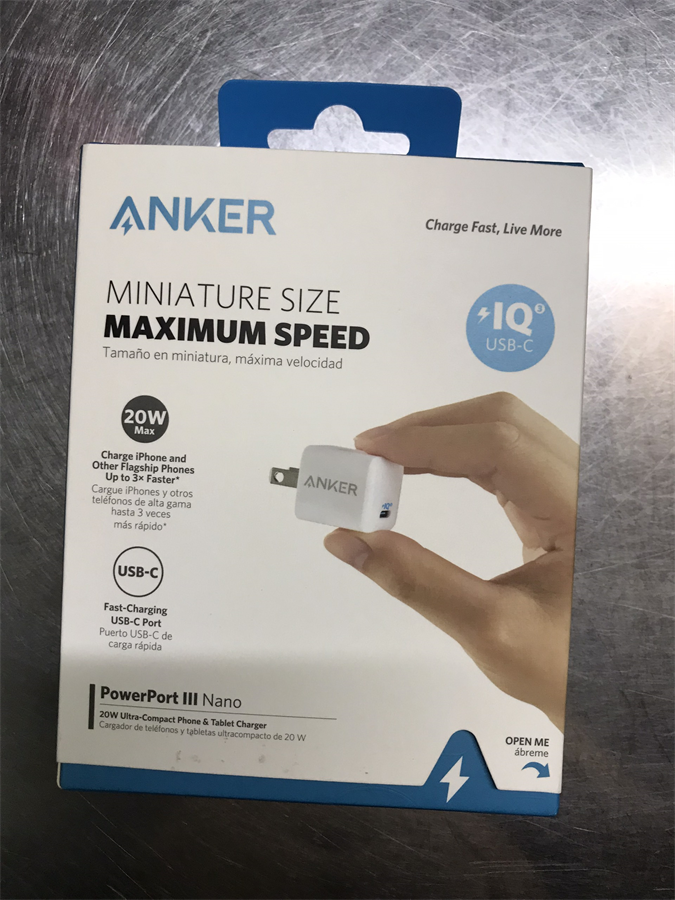 ANKER
Charge Fast, Live More
MINIATURE SIZE
MAXIMUM SPEED
Tamaño en miniatura, máxima velocidad
IQ3
USB-C
20W
Max
Charge iPhone and
Other Flagship Phones
Up to 3× Faster*
Cargue iPhones y otros
teléfonos de alta gama
hasta 3 veces
más rápido*
ANKER
IQ
USB-C
Fast-Charging
USB-C Port
Puerto USB-C de
carga rápida
PowerPort III Nano
20W Ultra-Compact Phone & Tablet Charger
Cargador de teléfonos y tabletas ultracompacto de 20 W
OPEN ME
ábreme